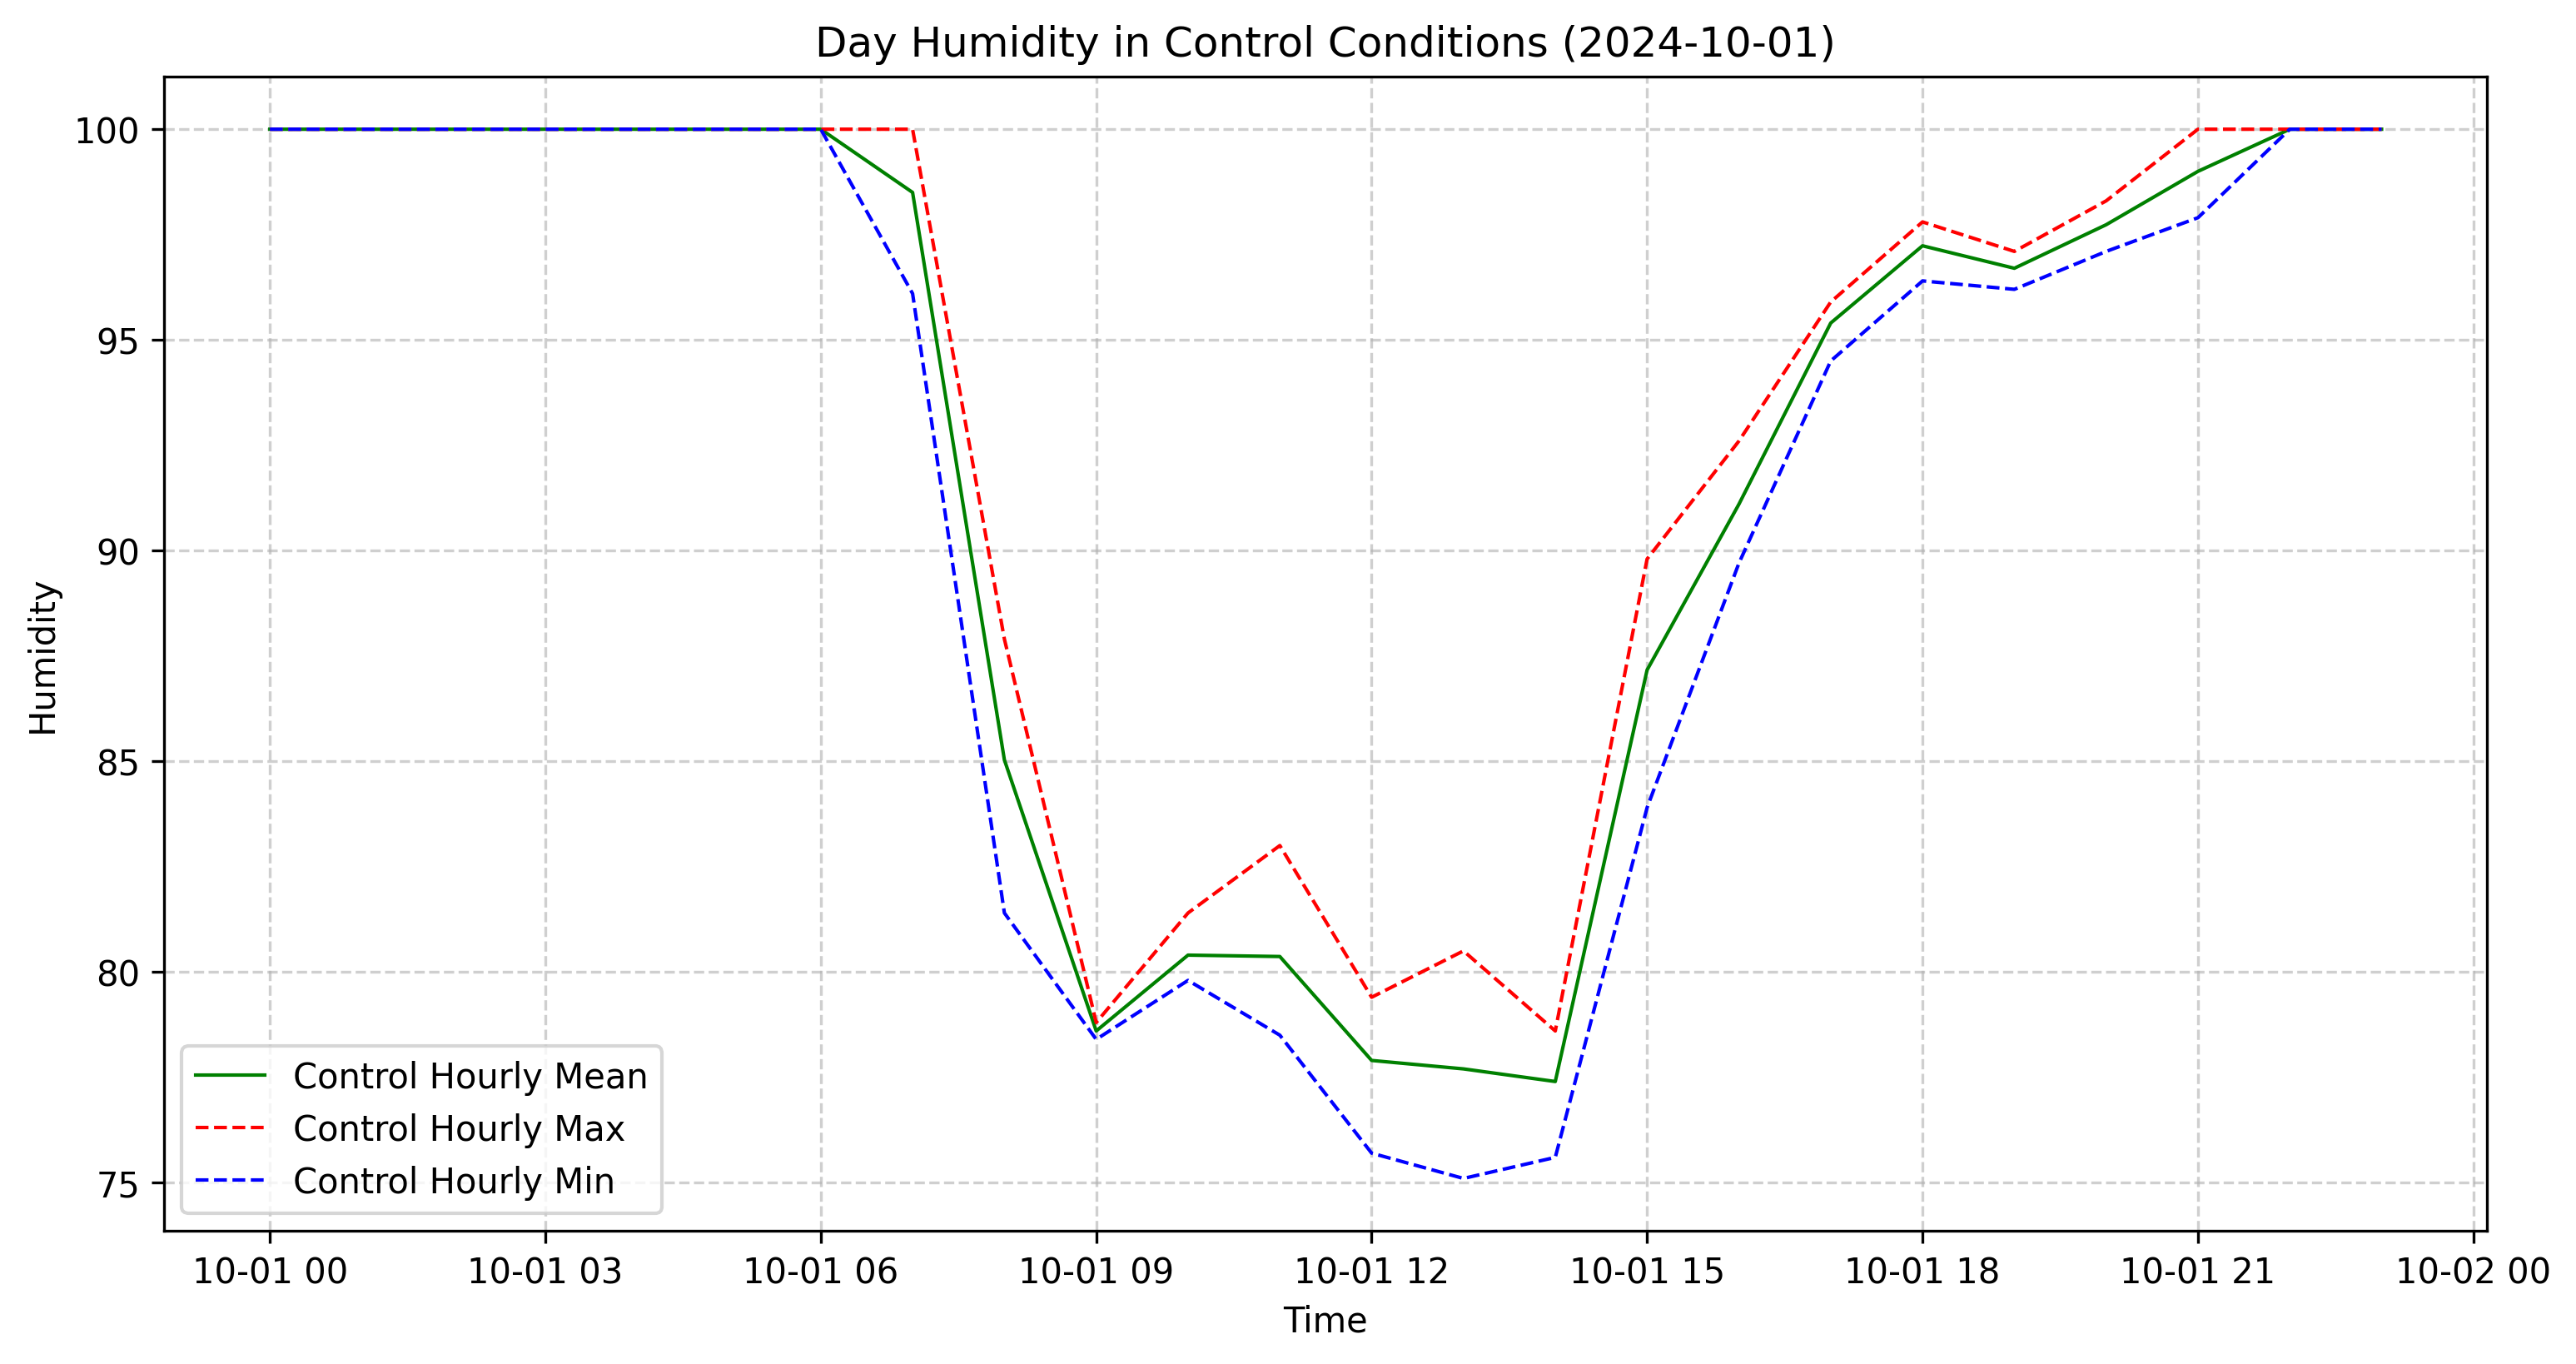 Day Humidity in Control Conditions (2024-10-01)
Humidity
100
95
90
85
80
75
Control Hourly Mean
Control Hourly Max
Control Hourly Min
10-01 00
10-01 03
10-01 06
10-01 09
10-01 12
10-01 15
10-01 18
10-01 21
10-02 00
Time